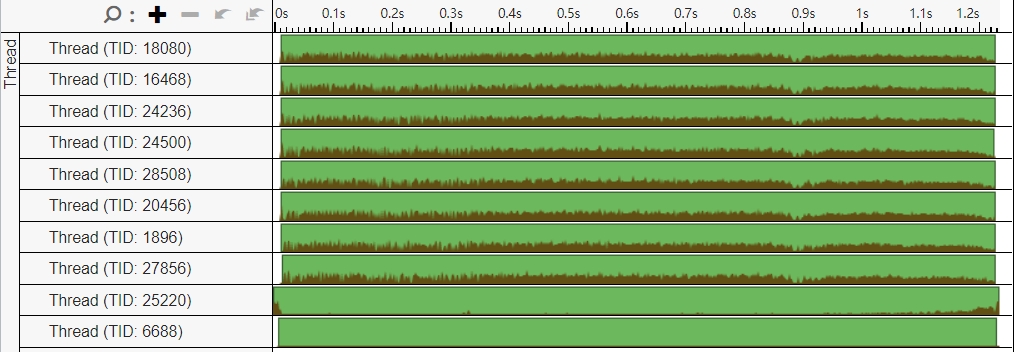 : 0s 0.1s 0.2s 0.3s 0.4s 0.5s 0.6s 0.7s 0.8s 0.9s 1s 1.1s 1.2s
Thread
Thread (TID: 18080)
Thread (TID: 16468)
Thread (TID: 24236)
Thread (TID: 24500)
Thread (TID: 28508)
Thread (TID: 20456)
Thread (TID: 1896)
Thread (TID: 27856)
Thread (TID: 25220)
Thread (TID: 6688)